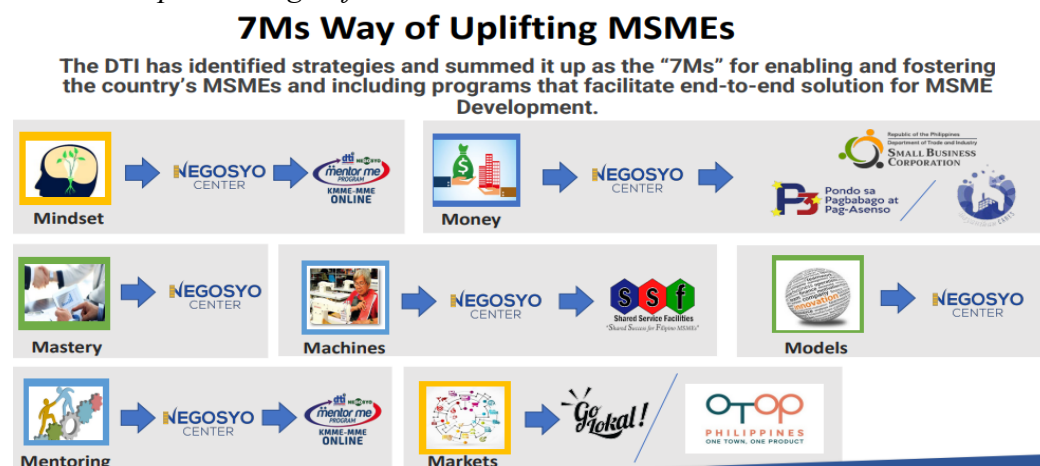 7Ms Way of Uplifting MSMEs
The DTI has identified strategies and summed it up as the “7Ms” for enabling and fostering
the country’s MSMEs and including programs that facilitate end-to-end solution for MSME
Development.
Mindset
NEGOSYO
CENTER
dti NEGOSYO
mentor me
PROGRAM
KMME-MME
ONLINE
Money
NEGOSYO
CENTER
Republic of the Philippines
Department of Trade and Industry
SMALL BUSINESS
CORPORATION
P3
Pondo sa
Pagbabago at
Pag-Asenso
CARES
Mastery
NEGOSYO
CENTER
Machines
NEGOSYO
CENTER
SSf
Shared Service Facilities
"Shared Success for Filipino MSMEs"
Models
innovation
company
NEGOSYO
CENTER
Mentoring
NEGOSYO
CENTER
dti NEGOSYO
mentor me
PROGRAM
KMME-MME
ONLINE
Markets
Go
Lokal!
OTOP
PHILIPPINES
ONE TOWN, ONE PRODUCT